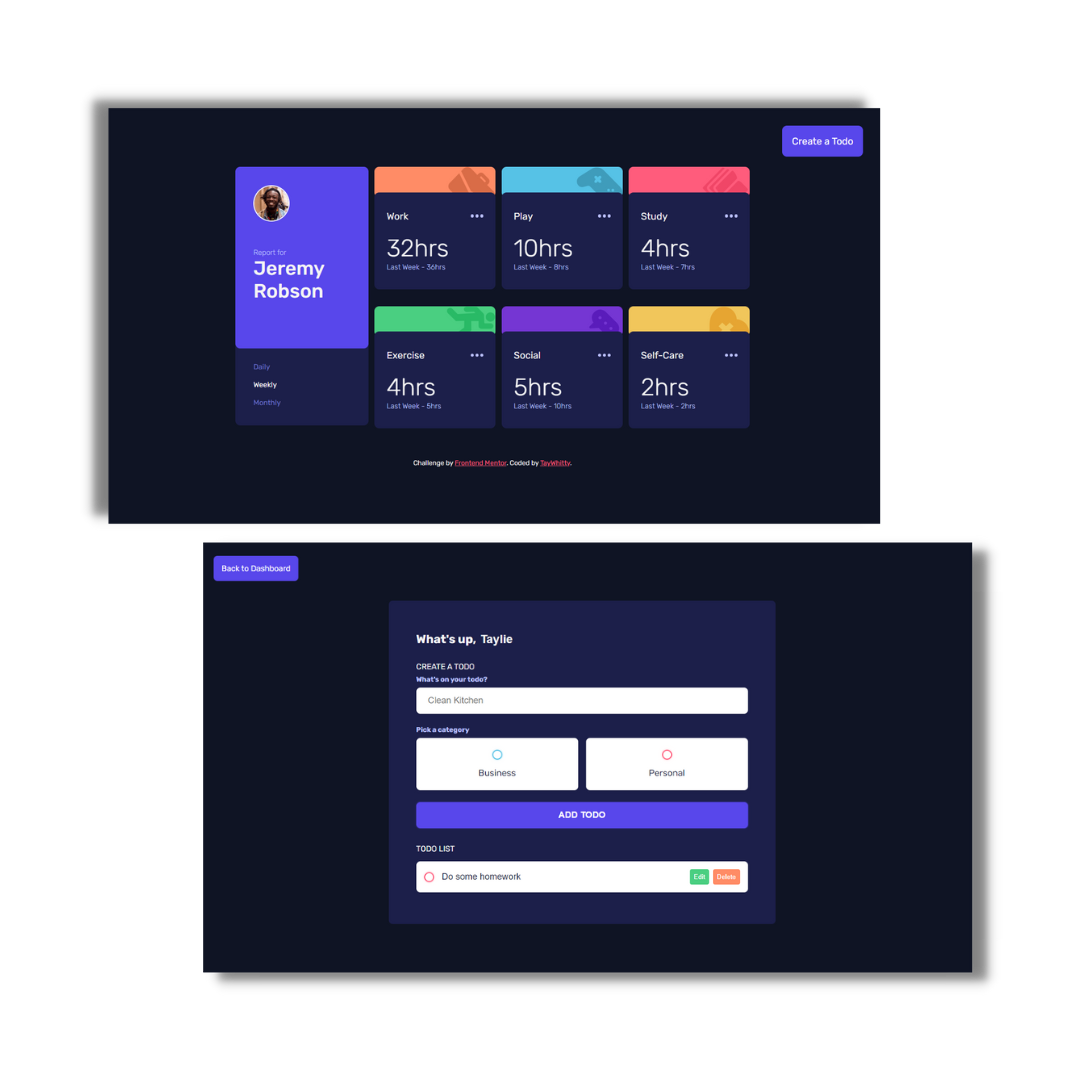 Create a Todo
Report for
Jeremy
Robson
Daily
Weekly
Monthly
Work
32hrs
Last Week - 36hrs
Play
10hrs
Last Week - 8hrs
Study
4hrs
Last Week - 7hrs
Exercise
4hrs
Last Week - 5hrs
Social
5hrs
Last Week - 10hrs
Self-Care
2hrs
Last Week - 2hrs
Challenge by Frontend Mentor. Coded by TayWhitty.
Back to Dashboard
What's up, Taylie
CREATE A TODO
What's on your todo?
Clean Kitchen
Pick a category
Business
Personal
ADD TODO
TODO LIST
Do some homework
Edit
Delete